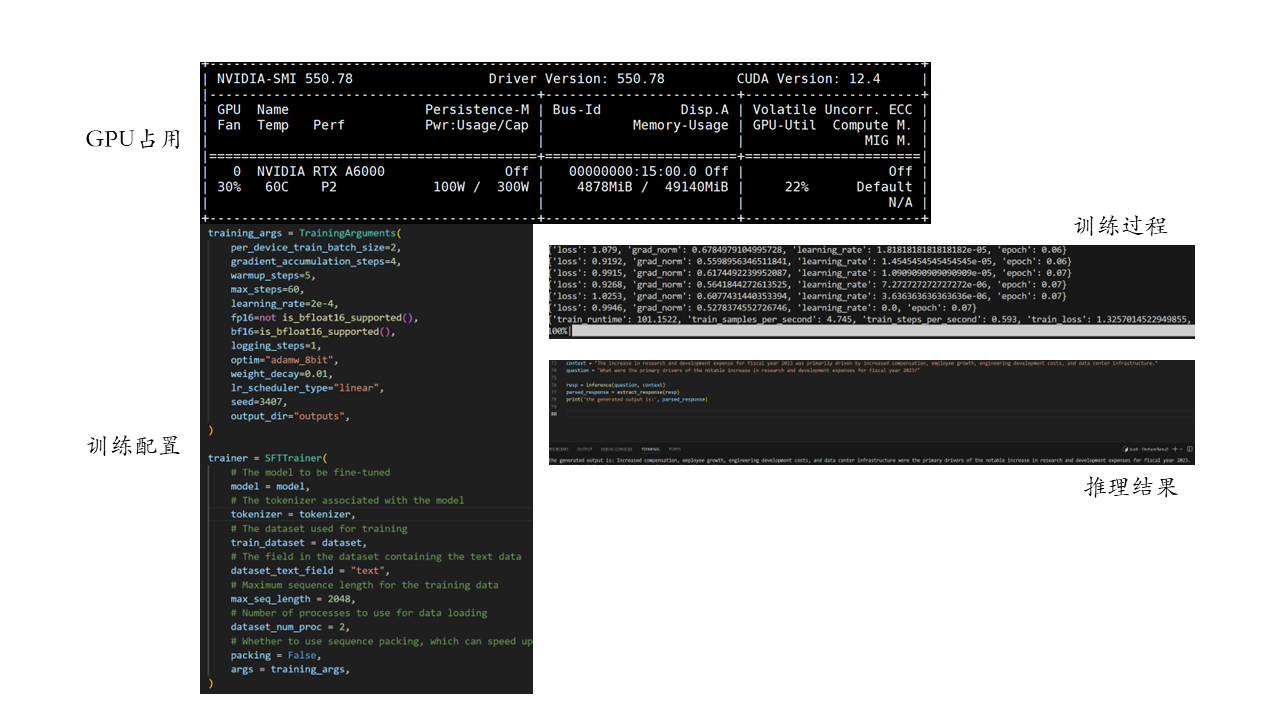 GPU占用
NVIDIA-SMI 550.78 Driver Version: 550.78 CUDA Version: 12.4
GPU Name Persistence-M | Bus-Id Disp.A | Volatile Uncorr. ECC
Fan Temp Perf Pwr:Usage/Cap | Memory-Usage | GPU-Util Compute M.
MIG M.
0 NVIDIA RTX A6000 Off | 00000000:15:00.0 Off | Off
30% 60C P2 100W / 300W | 4878MiB / 49140MiB | 22% Default
N/A
训练配置
training_args = TrainingArguments(
per_device_train_batch_size=2,
gradient_accumulation_steps=4,
warmup_steps=5,
max_steps=60,
learning_rate=2e-4,
fp16=not is_bfloat16_supported(),
bf16=is_bfloat16_supported(),
logging_steps=1,
optim="adamw_8bit",
weight_decay=0.01,
lr_scheduler_type="linear",
seed=3407,
output_dir="outputs",
)
trainer = SFTTrainer(
# The model to be fine-tuned
model = model,
# The tokenizer associated with the model
tokenizer = tokenizer,
# The dataset used for training
train_dataset = dataset,
# The field in the dataset containing the text data
dataset_text_field = "text",
# Maximum sequence length for the training data
max_seq_length = 2048,
# Number of processes to use for data loading
dataset_num_proc = 2,
# Whether to use sequence packing, which can speed up
packing = False,
args = training_args,
)
训练过程
{'loss': 1.079, 'grad_norm': 0.6784979104995728, 'learning_rate': 1.8181818181818182e-05, 'epoch': 0.06}
{'loss': 0.9192, 'grad_norm': 0.5598956346511841, 'learning_rate': 1.4545454545454545e-05, 'epoch': 0.06}
{'loss': 0.9915, 'grad_norm': 0.6174492239952087, 'learning_rate': 1.0909090909090909e-05, 'epoch': 0.07}
{'loss': 0.9268, 'grad_norm': 0.5641844272613525, 'learning_rate': 7.272727272727272e-06, 'epoch': 0.07}
{'loss': 1.0253, 'grad_norm': 0.6077431440353394, 'learning_rate': 3.636363636363636e-06, 'epoch': 0.07}
{'loss': 0.9946, 'grad_norm': 0.5278374552726746, 'learning_rate': 0.0, 'epoch': 0.07}
{'train_runtime': 101.1522, 'train_samples_per_second': 4.745, 'train_steps_per_second': 0.593, 'train_loss': 1.3257014522949855,
100%|
73 context = "The increase in research and development expense for fiscal year 2023 was primarily driven by increased compensation, employee growth, engineering development costs, and data center infrastructure."
74 question = "What were the primary drivers of the notable increase in research and development expenses for fiscal year 2023?"
75
76 resp = inference(question, context)
77 parsed_response = extract_response(resp)
78 print('the generated output is:', parsed_response)
79
80
PROBLEMS OUTPUT DEBUG CONSOLE TERMINAL PORTS
the generated output is: Increased compensation, employee growth, engineering development costs, and data center infrastructure were the primary drivers of the notable increase in research and development expenses for fiscal year 2023.
推理结果